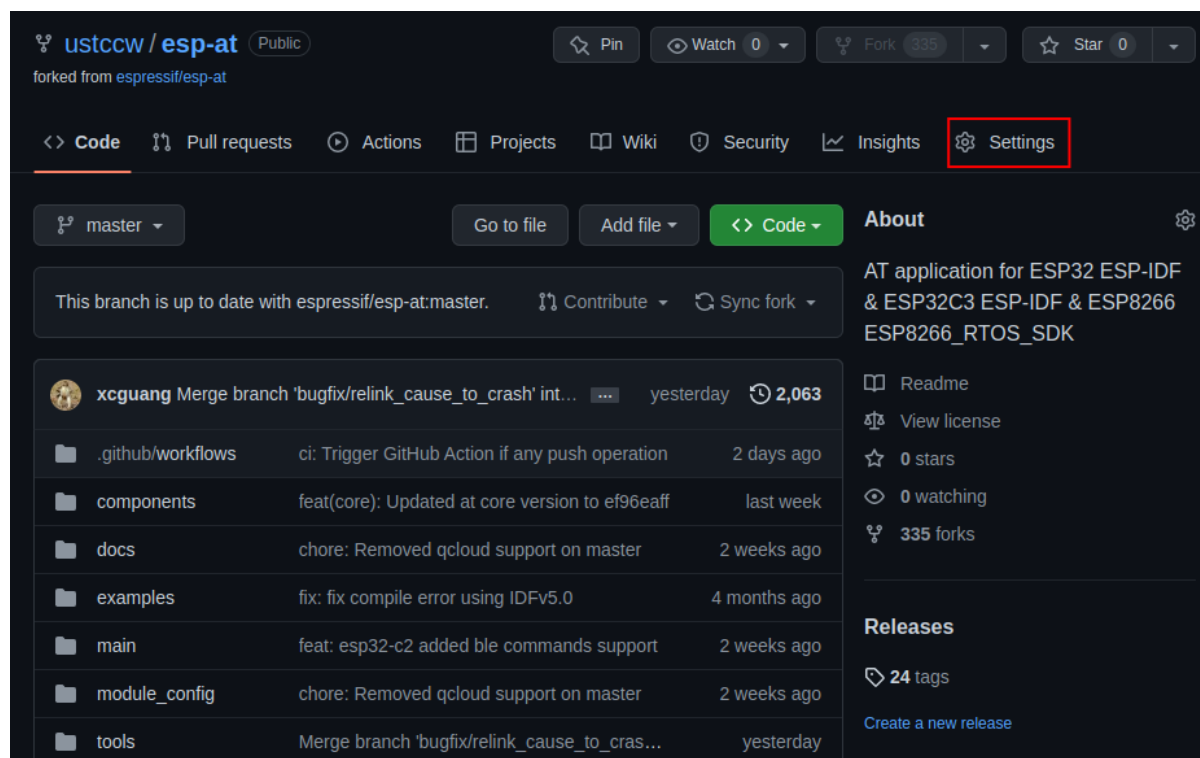 ustccw / esp-at Public
Pin
Watch 0
Fork 335
Star 0
forked from espressif/esp-at
Code
Pull requests
Actions
Projects
Wiki
Security
Insights
Settings
master
Go to file
Add file
Code
This branch is up to date with espressif/esp-at:master.
Contribute
Sync fork
xcguang Merge branch 'bugfix/relink_cause_to_crash' int... ... yesterday 2,063
.github/workflows ci: Trigger GitHub Action if any push operation 2 days ago
components feat(core): Updated at core version to ef96eaff last week
docs chore: Removed qcloud support on master 2 weeks ago
examples fix: fix compile error using IDFv5.0 4 months ago
main feat: esp32-c2 added ble commands support 2 weeks ago
module_config chore: Removed qcloud support on master 2 weeks ago
tools Merge branch 'bugfix/relink_cause_to_cras... yesterday
About
AT application for ESP32 ESP-IDF
& ESP32C3 ESP-IDF & ESP8266
ESP8266_RTOS_SDK
Readme
View license
0 stars
0 watching
335 forks
Releases
24 tags
Create a new release